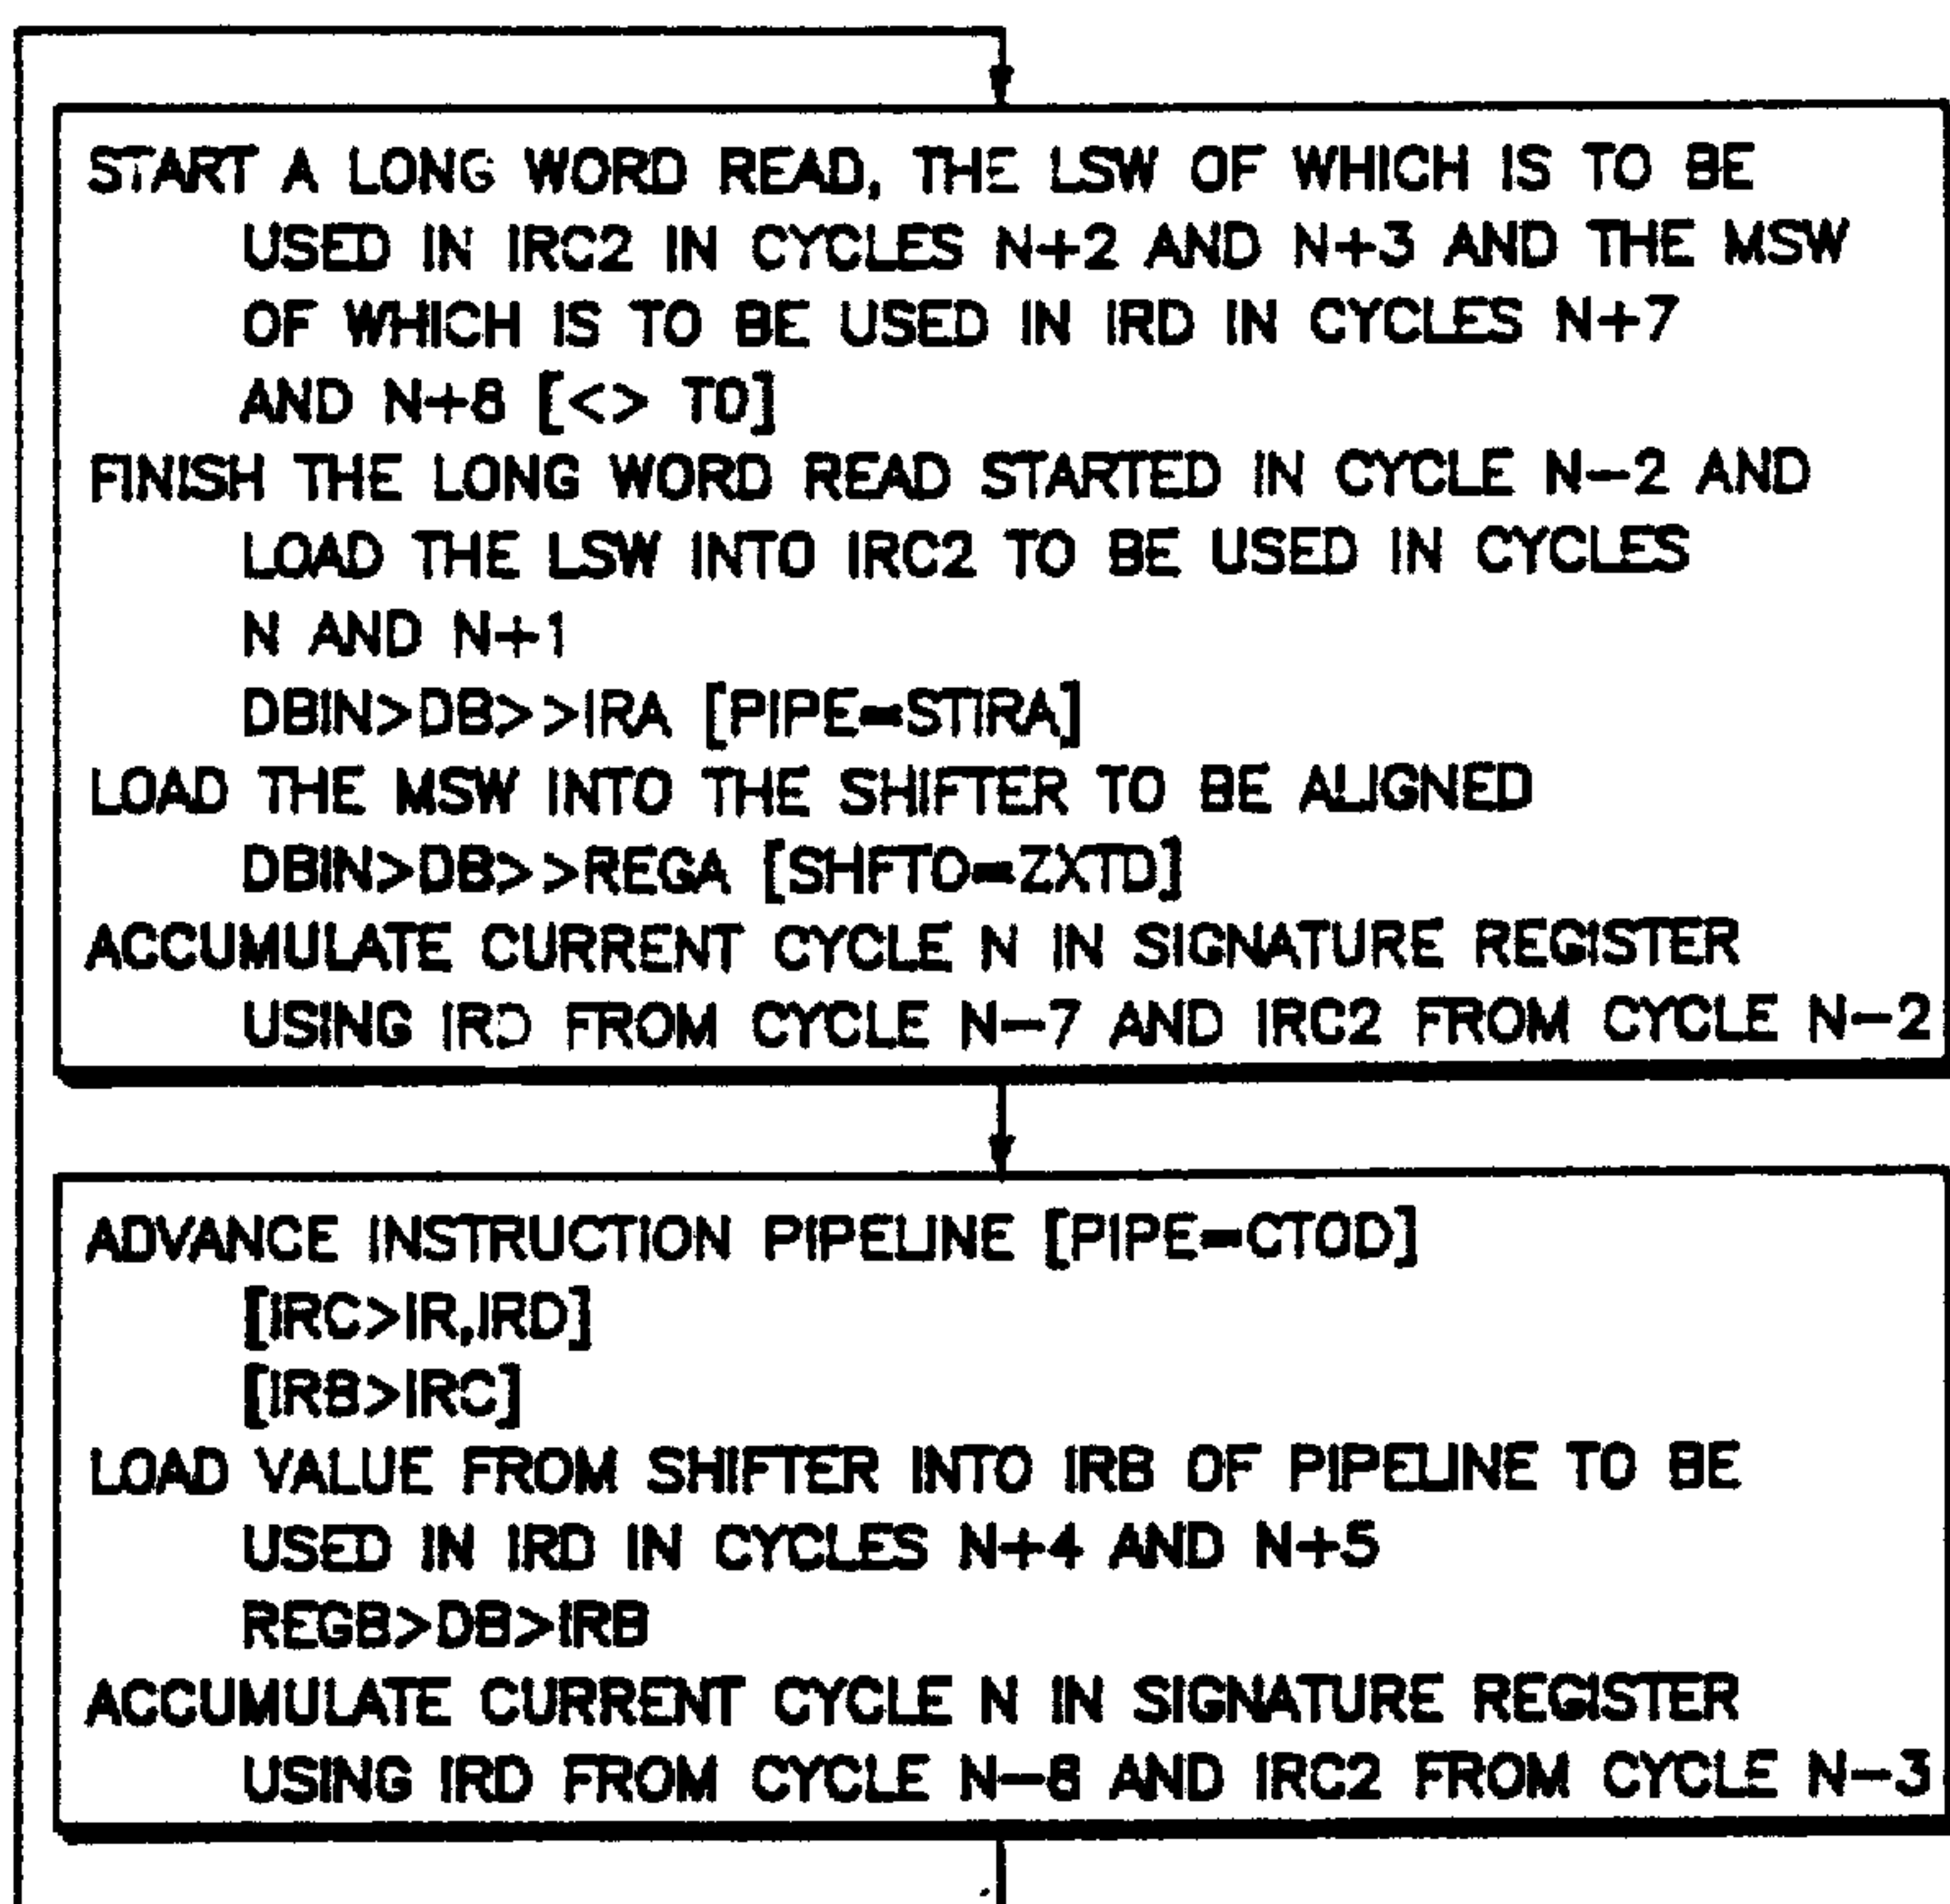 START A LONG WORD READ, THE LSW OF WHICH IS TO BE
USED IN IRC2 IN CYCLES N+2 AND N+3 AND THE MSW
OF WHICH IS TO BE USED IN IRD IN CYCLES N+7
AND N+8 [<> TO]
FINISH THE LONG WORD READ STARTED IN CYCLE N-2 AND
LOAD THE LSW INTO IRC2 TO BE USED IN CYCLES
N AND N+1
DBIN>DB>>IRA [PIPE=STIRA]
LOAD THE MSW INTO THE SHIFTER TO BE ALIGNED
DBIN>DB>>REGA [SHFTO=ZXTD]
ACCUMULATE CURRENT CYCLE N IN SIGNATURE REGISTER
USING IRD FROM CYCLE N-7 AND IRC2 FROM CYCLE N-2
ADVANCE INSTRUCTION PIPELINE [PIPE=CTOD]
[IRC>IR,IRD]
[IRB>IRC]
LOAD VALUE FROM SHIFTER INTO IRB OF PIPELINE TO BE
USED IN IRD IN CYCLES N+4 AND N+5
REGB>DB>IRB
ACCUMULATE CURRENT CYCLE N IN SIGNATURE REGISTER
USING IRD FROM CYCLE N-8 AND IRC2 FROM CYCLE N-3